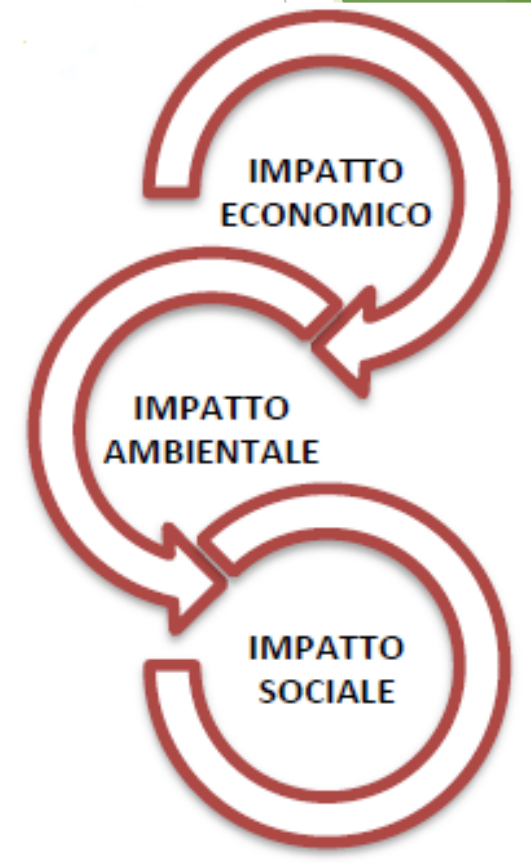 IMPATTO
ECONOMICO
IMPATTO
AMBIENTALE
IMPATTO
SOCIALE